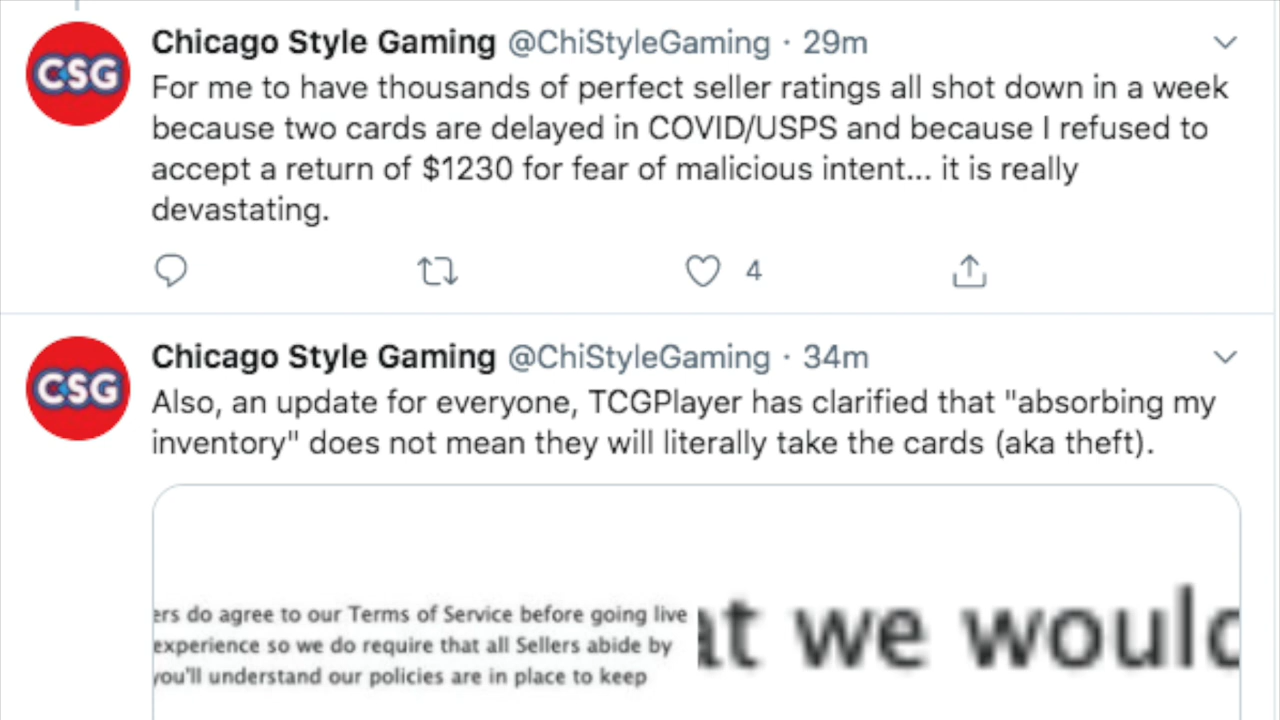 Chicago Style Gaming @ChiStyleGaming · 29m
CSG
For me to have thousands of perfect seller ratings all shot down in a week
because two cards are delayed in COVID/USPS and because I refused to
accept a return of $1230 for fear of malicious intent... it is really
devastating.
4
Chicago Style Gaming @ChiStyleGaming · 34m
CSG
Also, an update for everyone, TCGPlayer has clarified that "absorbing my
inventory" does not mean they will literally take the cards (aka theft).
ers do agree to our Terms of Service before going live
experience so we do require that all Sellers abide by
you'll understand our policies are in place to keep
at we would